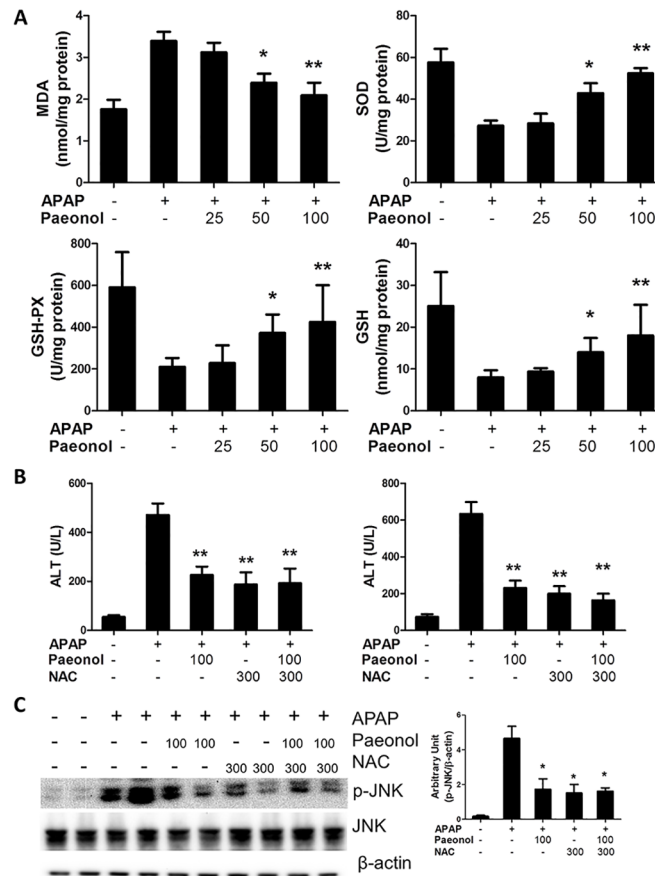 A
MDA
(nmol/mg protein)
4
3
2
1
0
* **
APAP - + + + +
Paeonol - - 25 50 100
SOD
(U/mg protein)
80
60
40
20
0
* **
APAP - + + + +
Paeonol - - 25 50 100
GSH-PX
(U/mg protein)
800
600
400
200
0
* **
APAP - + + + +
Paeonol - - 25 50 100
GSH
(nmol/mg protein)
30
20
10
0
* **
APAP - + + + +
Paeonol - - 25 50 100
B
ALT (U/L)
600
400
200
0
** ** **
APAP - + + + +
Paeonol - - 100 - 100
NAC - - - 300 300
ALT (U/L)
800
600
400
200
0
** ** **
APAP - + + + +
Paeonol - - 100 - 100
NAC - - - 300 300
C
- - + + + + + + + + APAP
- - - - 100 100 - - 100 100 Paeonol
- - - - - - 300 300 300 300 NAC
p-JNK
JNK
β-actin
Arbitrary Unit
(p-JNK/β-actin)
6
4
2
0
* * *
APAP - + + + +
Paeonol - - 100 - 100
NAC - - - 300 300